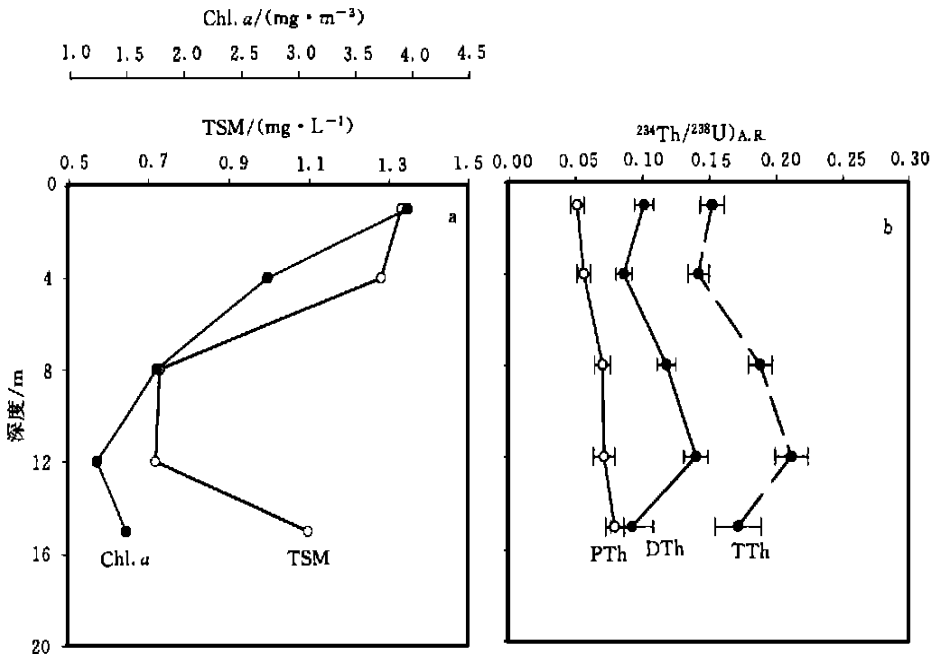 Chl. a/(mg·m⁻³)
1.0 1.5 2.0 2.5 3.0 3.5 4.0 4.5
TSM/(mg·L⁻¹)
0.5 0.7 0.9 1.1 1.3 1.5
²³⁴Th/²³⁸U)A.R.
0.00 0.05 0.10 0.15 0.20 0.30
0
4
8
12
16
20
深度/m
a
b
Chl. a
TSM
PTh
DTh
TTh